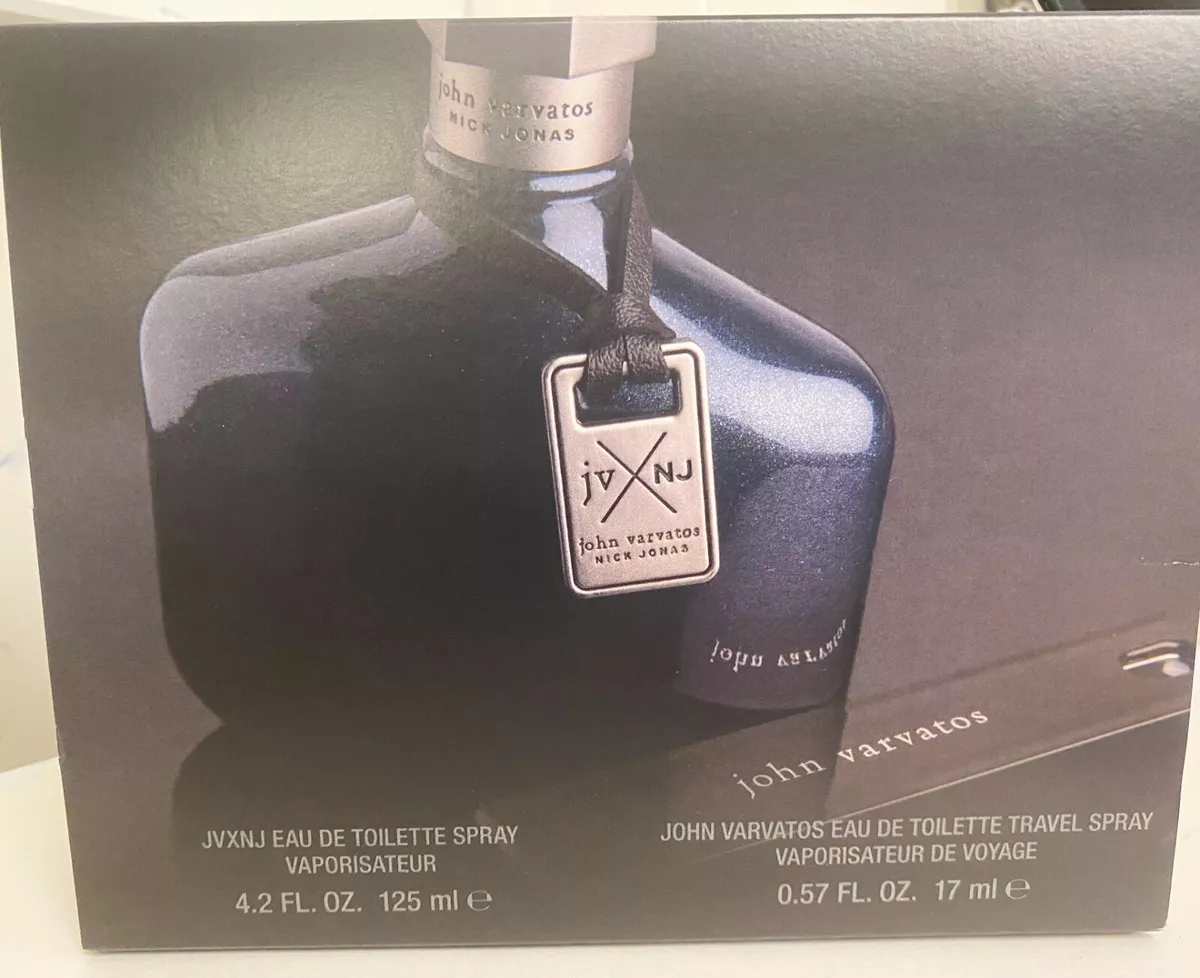 john varvatos
NICK JONAS
jv NJ
john varvatos
NICK JONAS
john varvatos
john varvatos
JVXNJ EAU DE TOILETTE SPRAY
VAPORISATEUR
4.2 FL. OZ. 125 ml ℮
JOHN VARVATOS EAU DE TOILETTE TRAVEL SPRAY
VAPORISATEUR DE VOYAGE
0.57 FL. OZ. 17 ml ℮